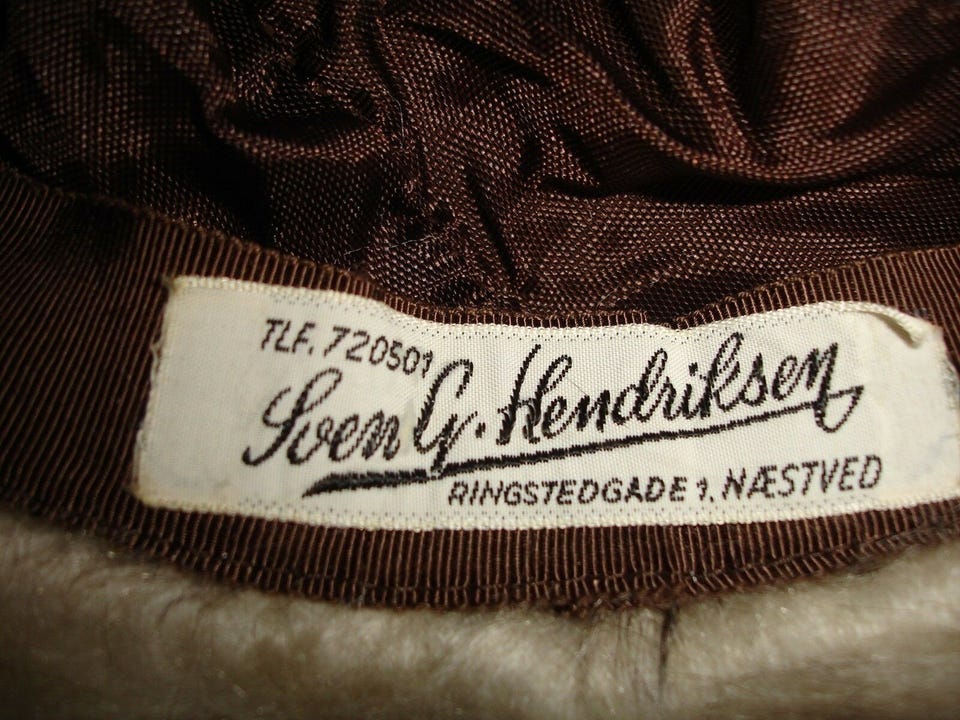 TLF. 720501
Sven G. Hendriksen
RINGSTEDGADE 1. NÆSTVED